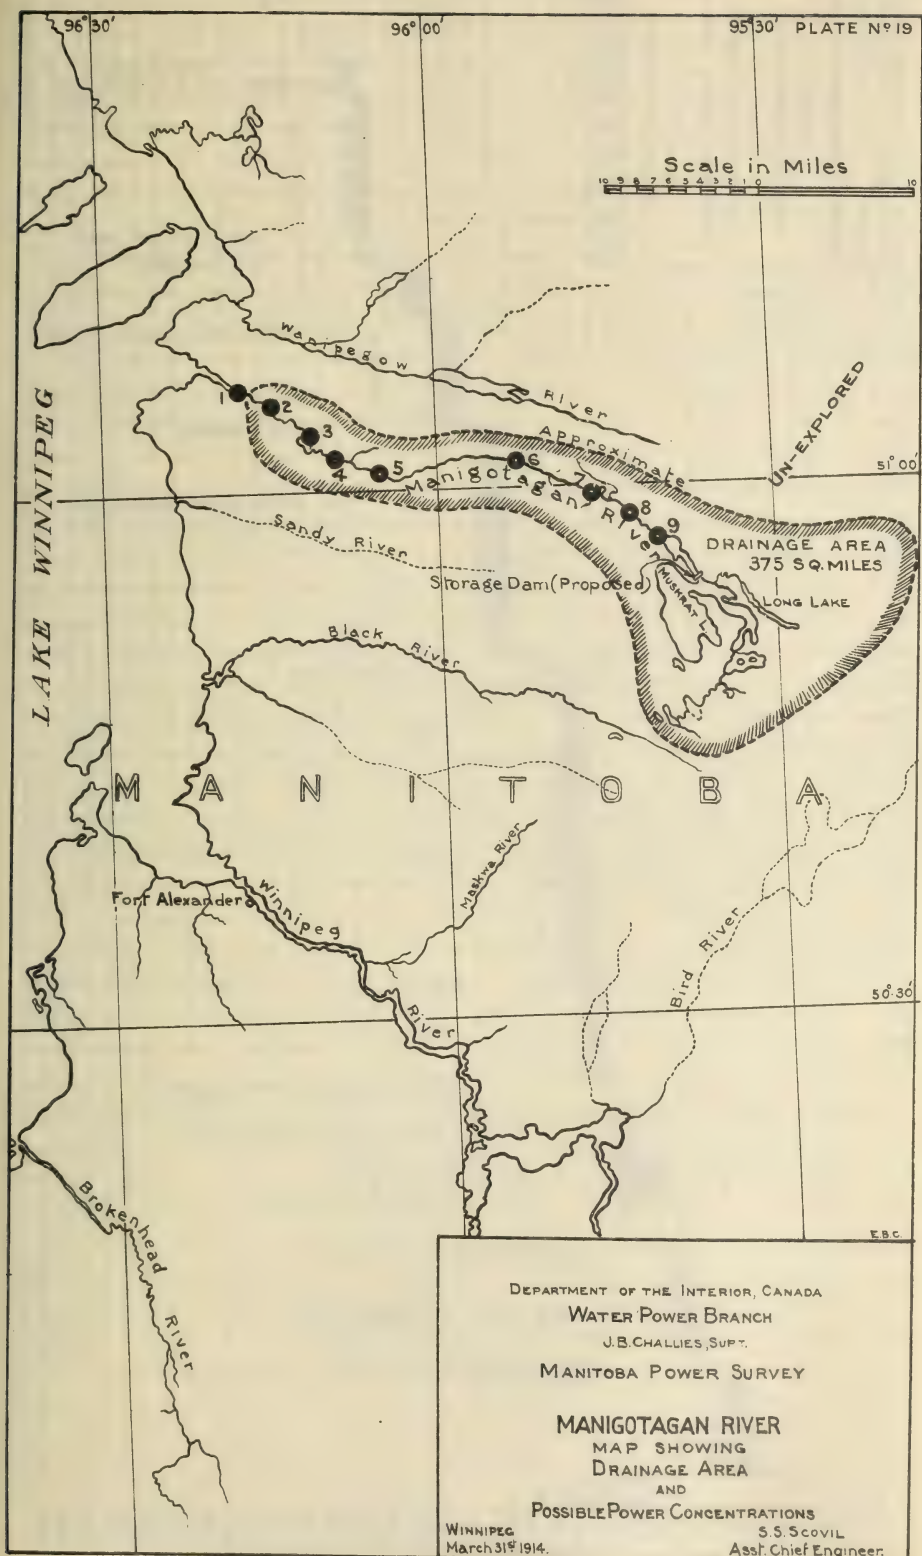 96°30'
96°00'
95°30'
PLATE Nº 19
Scale in Miles
10 9 8 7 6 5 4 3 2 1 0 10
Wanipegow River
UN-EXPLORED
LAKE WINNIPEG
1
2
3
4
5
6
7
8
9
Approximate
51°00'
Manigotagan River
DRAINAGE AREA
375 SQ. MILES
Sandy River
Storage Dam (Proposed)
MUSKRAT L.
LONG LAKE
Black River
MANITOBA
Maskwa River
Fort Alexander
Winnipeg River
Bird River
50°30'
Brokenhead River
E.B.C.
DEPARTMENT OF THE INTERIOR, CANADA
WATER POWER BRANCH
J.B. CHALLIES, SUPT.
MANITOBA POWER SURVEY
MANIGOTAGAN RIVER
MAP SHOWING
DRAINAGE AREA
AND
POSSIBLE POWER CONCENTRATIONS
WINNIPEG
March 31st 1914.
S.S. SCOVIL
Asst. Chief Engineer.